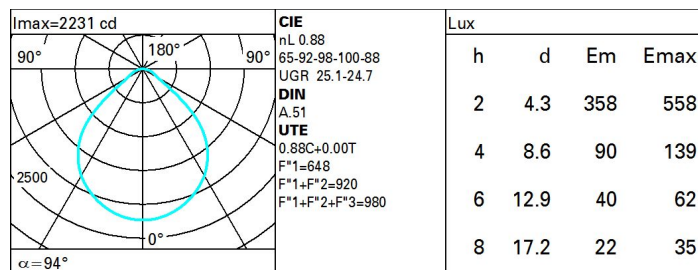 Imax=2231 cd
90°
180°
90°
2500
0°
α=94°
CIE
nL 0.88
65-92-98-100-88
UGR 25.1-24.7
DIN
A.51
UTE
0.88C+0.00T
F"1=648
F"1+F"2=920
F"1+F"2+F"3=980
Lux
h d Em Emax
2 4.3 358 558
4 8.6 90 139
6 12.9 40 62
8 17.2 22 35